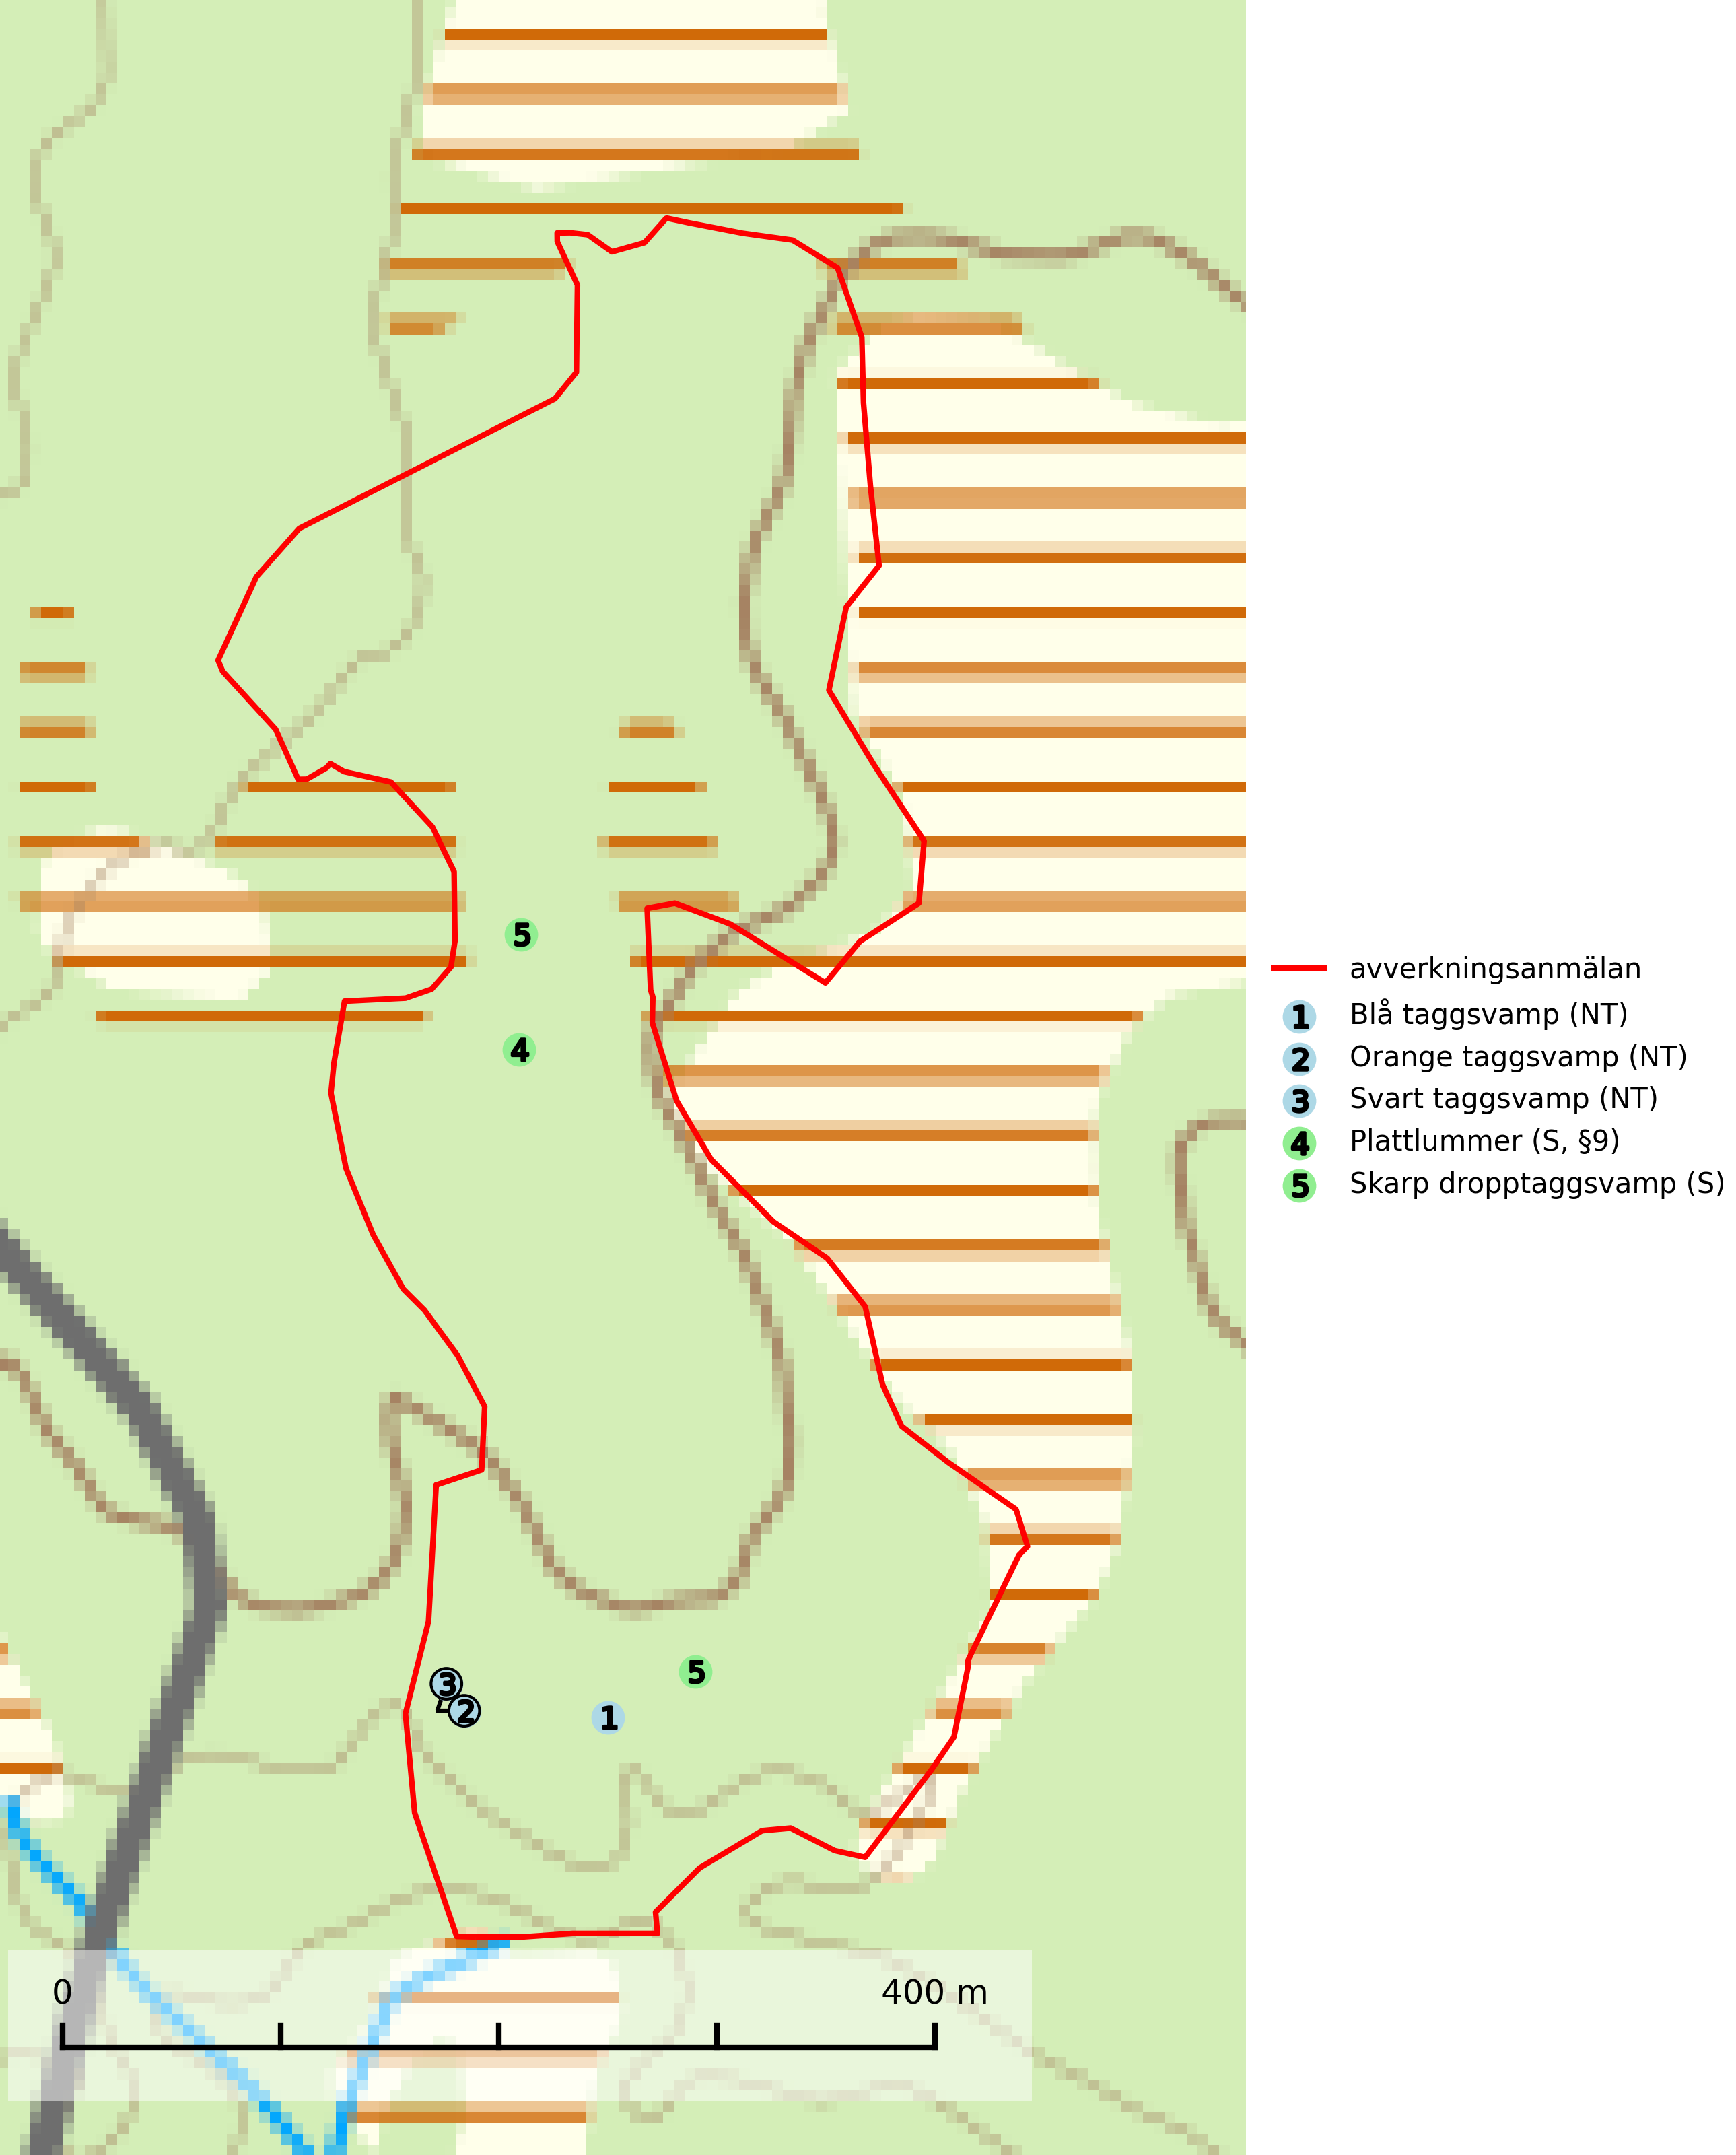 5
4
avverkningsanmälan
1 Blå taggsvamp (NT)
2 Orange taggsvamp (NT)
3 Svart taggsvamp (NT)
4 Plattlummer (S, §9)
5 Skarp dropptaggsvamp (S)
5
3
2
1
0 400 m